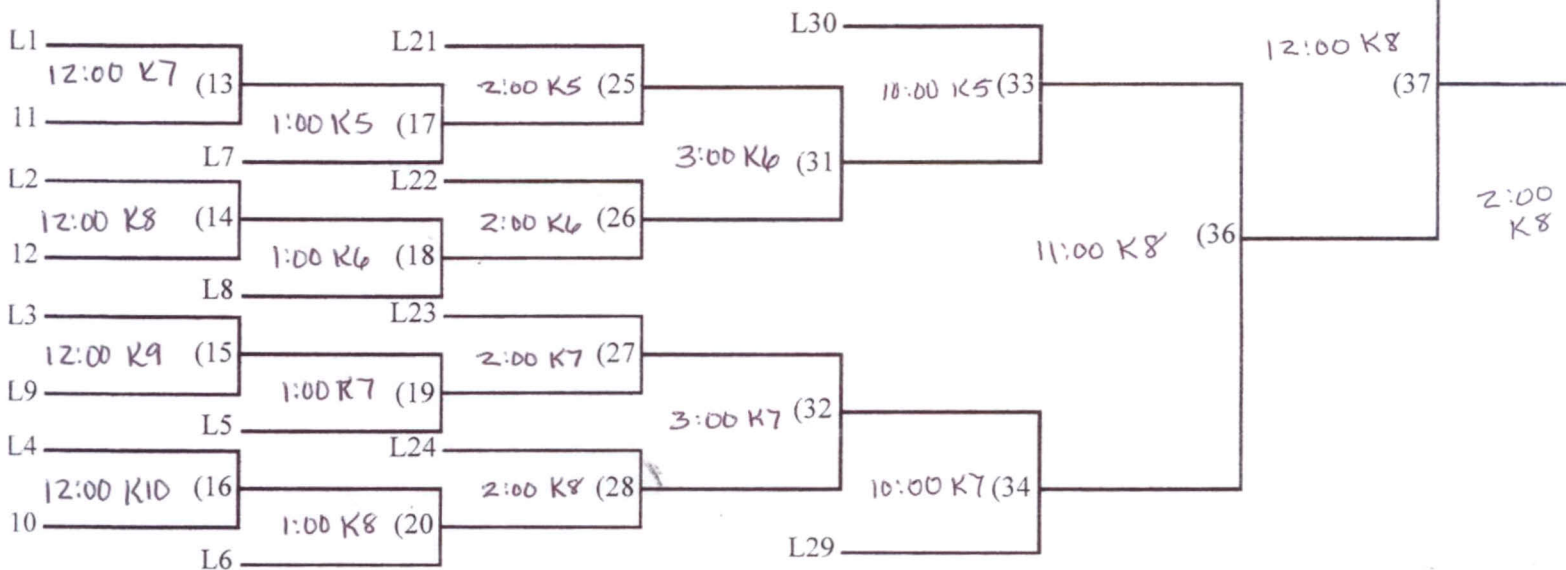 L1
12:00 K7 (13
11
L2
12:00 K8 (14
12
L3
12:00 K9 (15
L9
L4
12:00 K10 (16
10
1:00 K5 (17
L7
1:00 K6 (18
L8
1:00 K7 (19
L5
1:00 K8 (20
L6
L21
2:00 K5 (25
L22
2:00 K6 (26
L23
2:00 K7 (27
L24
2:00 K8 (28
3:00 K6 (31
3:00 K7 (32
L30
10:00 K5 (33
10:00 K7 (34
L29
11:00 K8 (36
12:00 K8
(37
2:00
K8